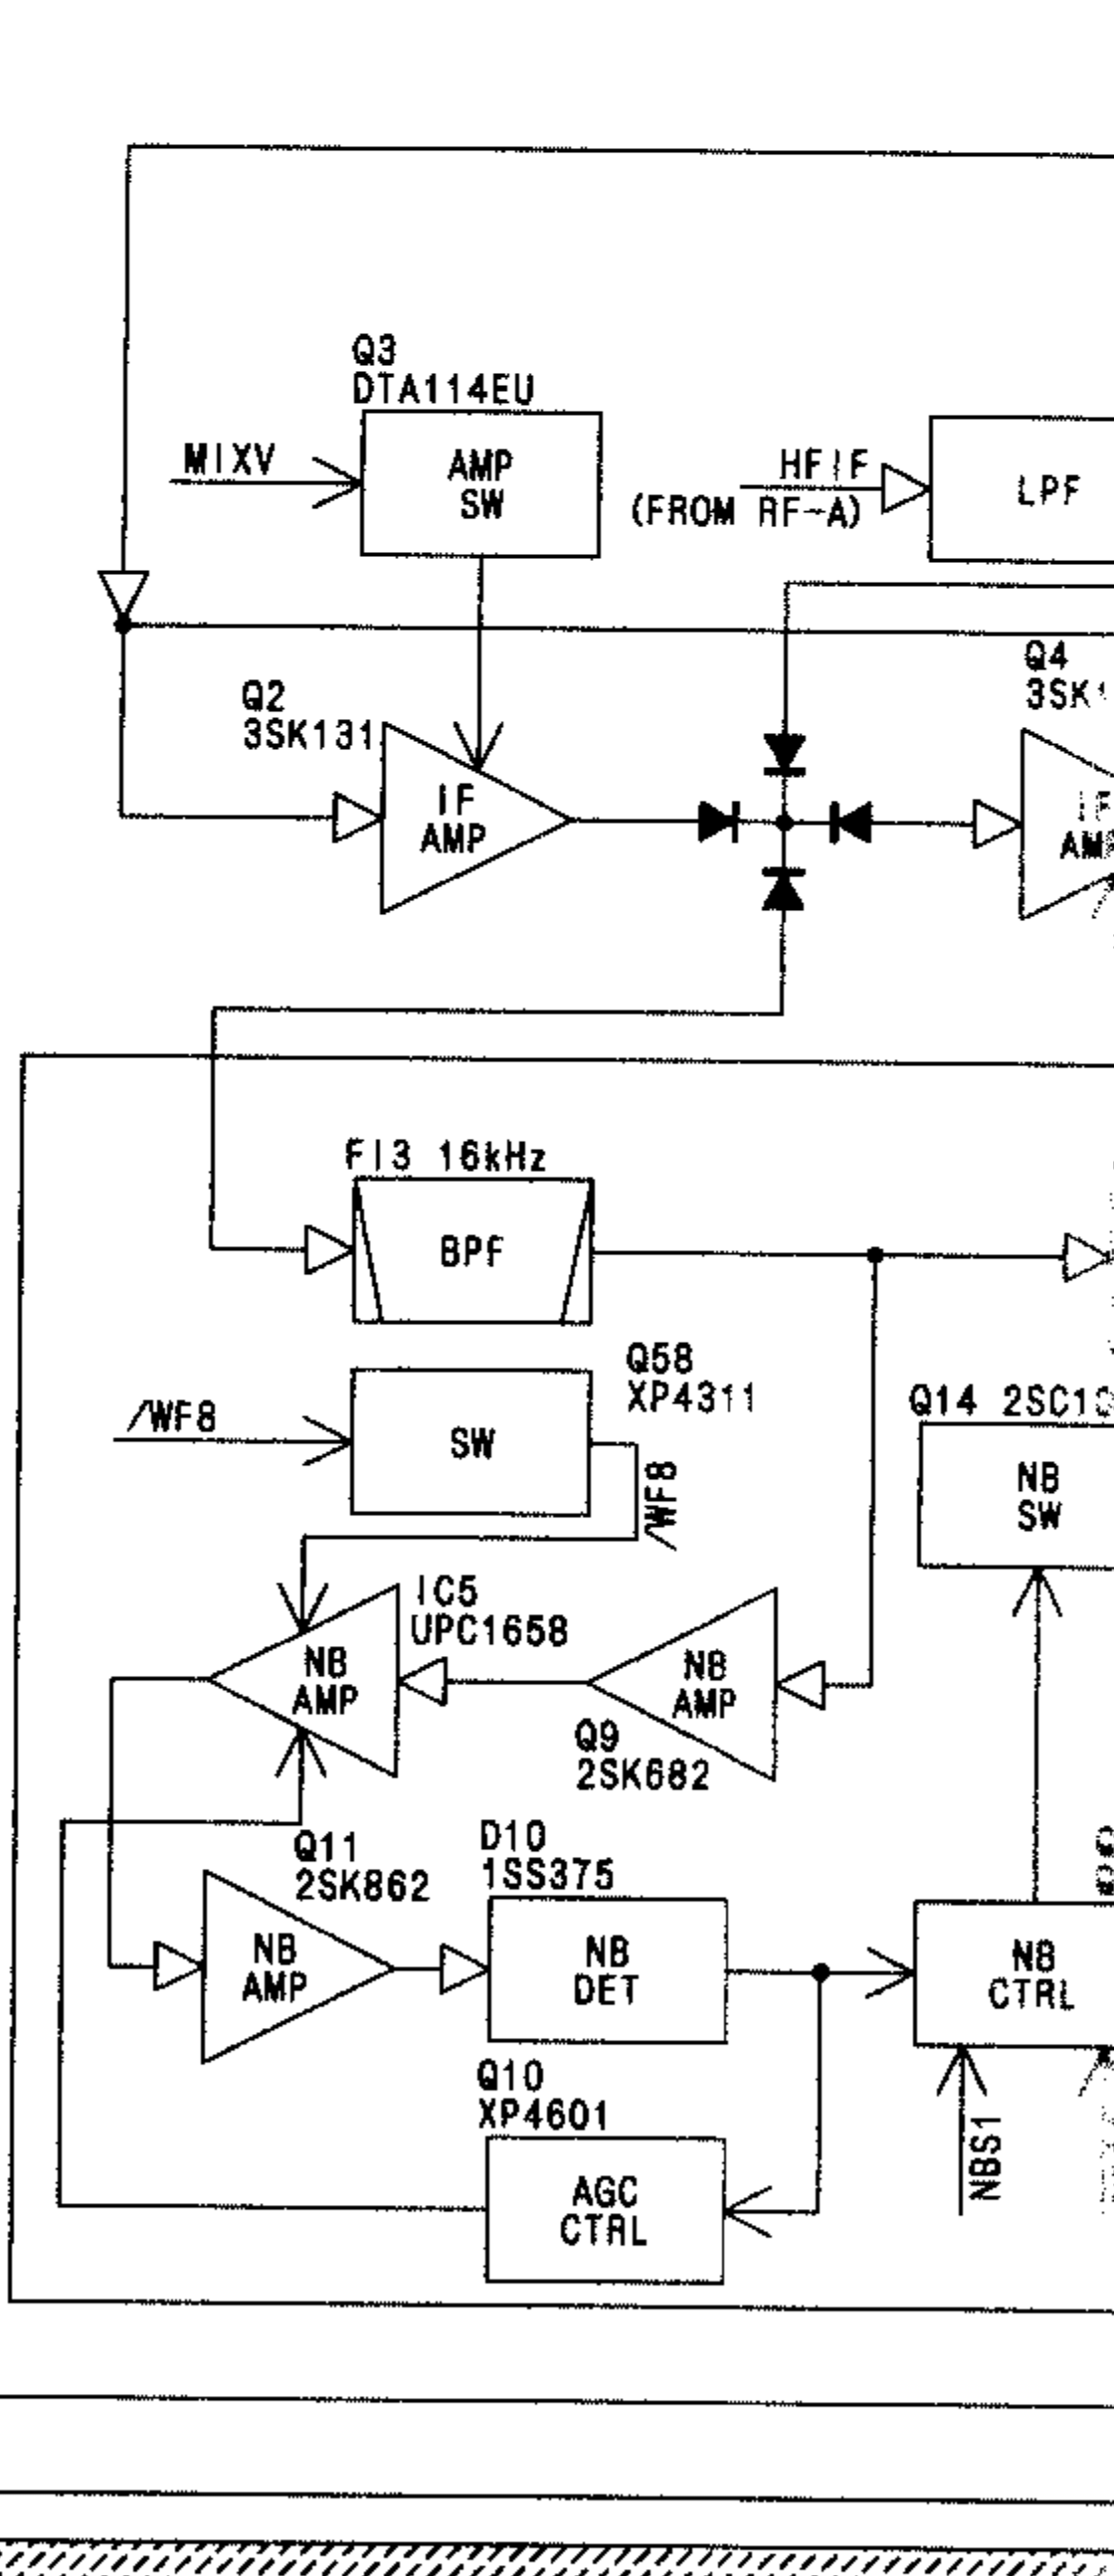 Q3
DTA114EU
MIXV
AMP
SW
HFIF
(FROM RF-A)
LPF
Q2
3SK131
IF
AMP
Q4
IF
FI3 16kHz
BPF
/WF8
SW
Q58
XP4311
/WF8
Q14
NB
SW
IC5
UPC1658
NB
AMP
NB
AMP
Q9
2SK682
Q11
2SK862
NB
AMP
D10
1SS375
NB
DET
NB
CTRL
NBS1
Q10
XP4601
AGC
CTRL